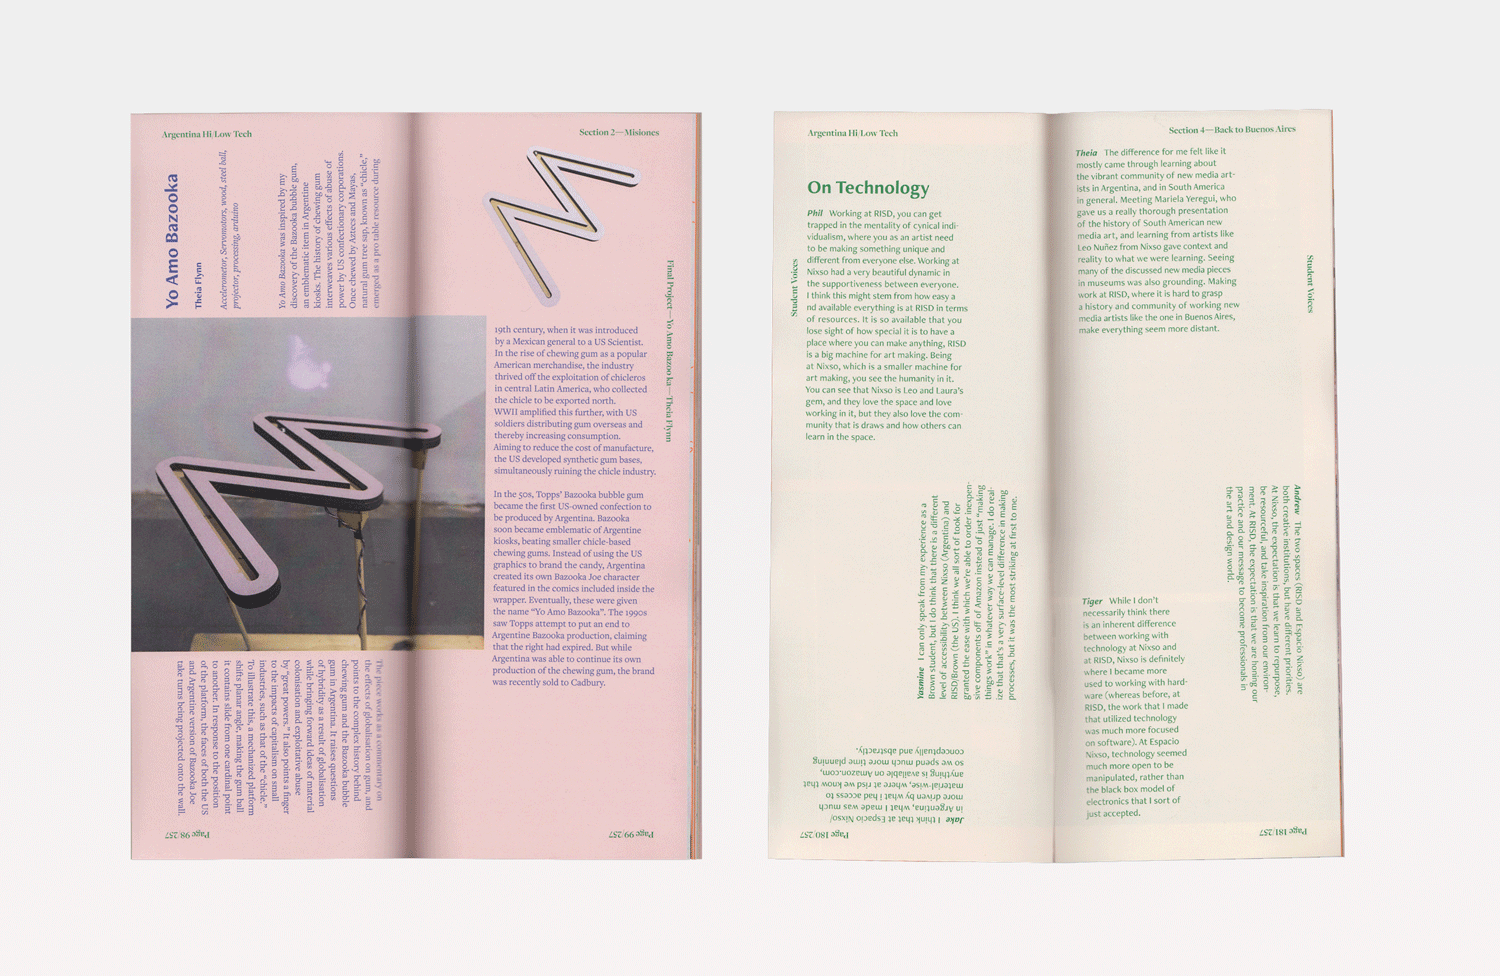 Argentina Hi/Low Tech
Yo Amo Bazooka
Theia Flynn
Accelerometor, Servomotors, wood, steel ball,
projector, processing, arduino
Yo Amo Bazooka was inspired by my
discovery of the Bazooka bubble gum,
an emblematic item in Argentine
kiosks. The history of chewing gum
interweaves various effects of abuse of
power by US confectionary corporations.
Once chewed by Aztecs and Mayas,
natural gum tree sap, known as “chicle,”
emerged as a pro table resource during
Section 2—Misiones
Final Project—Yo Amo Bazoo ka—Theia Flynn
19th century, when it was introduced
by a Mexican general to a US Scientist.
In the rise of chewing gum as a popular
American merchandise, the industry
thrived off the exploitation of chicleros
in central Latin America, who collected
the chicle to be exported north.
WWII amplified this further, with US
soldiers distributing gum overseas and
thereby increasing consumption.
Aiming to reduce the cost of manufacture,
the US developed synthetic gum bases,
simultaneously ruining the chicle industry.
In the 50s, Topps’ Bazooka bubble gum
became the first US-owned confection to
be produced by Argentina. Bazooka
soon became emblematic of Argentine
kiosks, beating smaller chicle-based
chewing gums. Instead of using the US
graphics to brand the candy, Argentina
created its own Bazooka Joe character
featured in the comics included inside the
wrapper. Eventually, these were given
the name “Yo Amo Bazooka”. The 1990s
saw Topps attempt to put an end to
Argentine Bazooka production, claiming
that the right had expired. But while
Argentina was able to continue its own
production of the chewing gum, the brand
was recently sold to Cadbury.
The piece works as a commentary on
the effects of globalisation on gum, and
points to the complex history behind
chewing gum and the Bazooka bubble
gum in Argentina. It raises questions
of hybridity as a result of globalisation
while bringing forward ideas of material
colonisation and exploitative abuse
by “great powers.” It also points a finger
to the impacts of capitalism on small
industries, such as that of the “chicle.”
To illustrate this, a mechanized platform
shifts planar angle, making the gum ball
it contains slide from one cardinal point
to another. In response to the position
of the platform, the faces of both the US
and Argentine version of Bazooka Joe
take turns being projected onto the wall.
Page 98/257
Page 99/257
Argentina Hi/Low Tech
Student Voices
On Technology
Phil Working at RISD, you can get
trapped in the mentality of cynical indi-
vidualism, where you as an artist need
to be making something unique and
different from everyone else. Working at
Nixso had a very beautiful dynamic in
the supportiveness between everyone.
I think this might stem from how easy a
nd available everything is at RISD in terms
of resources. It is so available that you
lose sight of how special it is to have a
place where you can make anything, RISD
is a big machine for art making. Being
at Nixso, which is a smaller machine for
art making, you see the humanity in it.
You can see that Nixso is Leo and Laura’s
gem, and they love the space and love
working in it, but they also love the com-
munity that is draws and how others can
learn in the space.
Yasmine I can only speak from my experience as a
Brown student, but I do think that there is a different
level of accessibility between Nixso (Argentina) and
RISD/Brown (the US). I think we all sort of took for
granted the ease with which we’re able to order inexpen-
sive components off of Amazon instead of just “making
things work” in whatever way we can manage. I do real-
ize that that’s a very surface-level difference in making
processes, but it was the most striking at first to me.
Jake I think that at Espacio Nixso/
in Argentina, what I made was much
more driven by what I had access to
material-wise, where at risd we know that
anything is available on Amazon.com,
so we spend much more time planning
conceptually and abstractly.
Page 180/257
Section 4—Back to Buenos Aires
Theia The difference for me felt like it
mostly came through learning about
the vibrant community of new media art-
ists in Argentina, and in South America
in general. Meeting Mariela Yeregui, who
gave us a really thorough presentation
of the history of South American new
media art, and learning from artists like
Leo Nuñez from Nixso gave context and
reality to what we were learning. Seeing
many of the discussed new media pieces
in museums was also grounding. Making
work at RISD, where it is hard to grasp
a history and community of working new
media artists like the one in Buenos Aires,
make everything seem more distant.
Student Voices
Andrew The two spaces (RISD and Espacio Nixso) are
both creative institutions, but have different priorities.
At Nixso, the expectation is that we learn to repurpose,
be resourceful, and take inspiration from our environ-
ment. At RISD, the expectation is that we are honing our
practice and our message to become professionals in
the art and design world.
Tiger While I don’t
necessarily think there
is an inherent difference
between working with
technology at Nixso and
at RISD, Nixso is definitely
where I became more
used to working with hard-
ware (whereas before, at
RISD, the work that I made
that utilized technology
was much more focused
on software). At Espacio
Nixso, technology seemed
much more open to be
manipulated, rather than
the black box model of
electronics that I sort of
just accepted.
Page 181/257